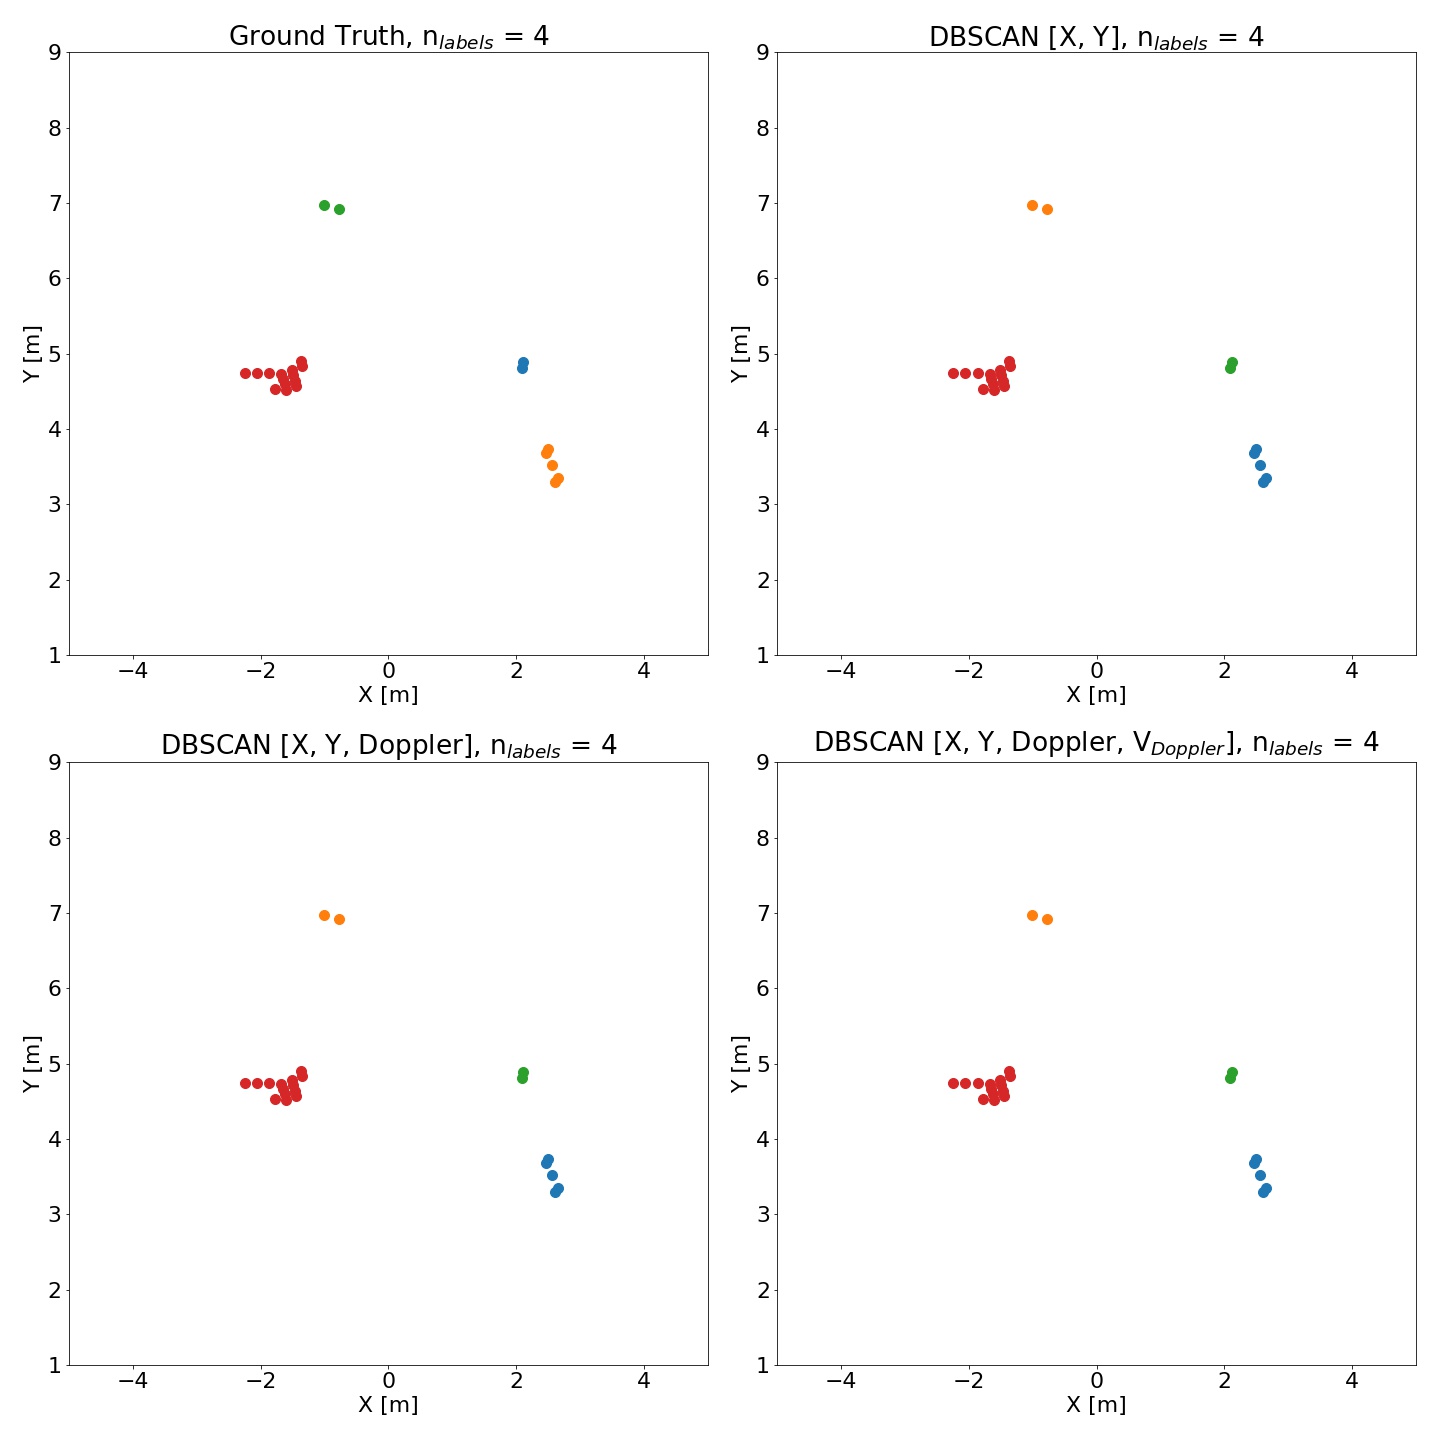 Ground Truth, n_labels = 4
9
8
7
6
5
4
3
2
1
Y [m]
−4 −2 0 2 4
X [m]
DBSCAN [X, Y], n_labels = 4
9
8
7
6
5
4
3
2
1
Y [m]
−4 −2 0 2 4
X [m]
DBSCAN [X, Y, Doppler], n_labels = 4
9
8
7
6
5
4
3
2
1
Y [m]
−4 −2 0 2 4
X [m]
DBSCAN [X, Y, Doppler, V_Doppler], n_labels = 4
9
8
7
6
5
4
3
2
1
Y [m]
−4 −2 0 2 4
X [m]